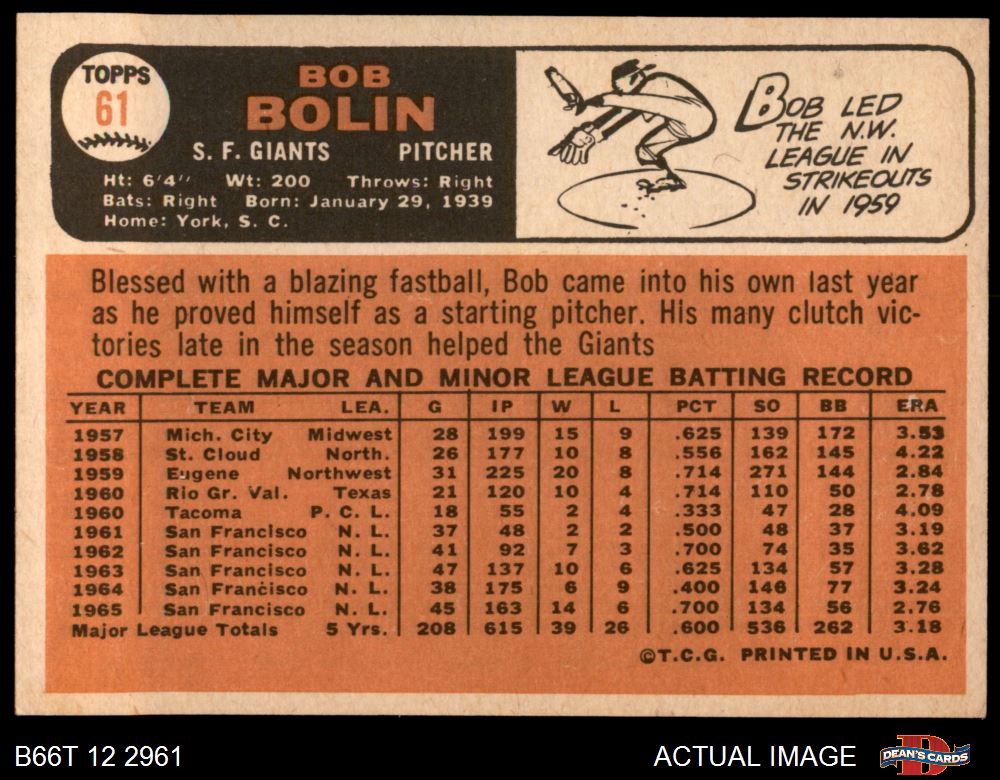 TOPPS
61
BOB
BOLIN
S. F. GIANTS PITCHER
Ht: 6'4" Wt: 200 Throws: Right
Bats: Right Born: January 29, 1939
Home: York, S. C.
BOB LED
THE N.W.
LEAGUE IN
STRIKEOUTS
IN 1959
Blessed with a blazing fastball, Bob came into his own last year
as he proved himself as a starting pitcher. His many clutch vic-
tories late in the season helped the Giants
COMPLETE MAJOR AND MINOR LEAGUE BATTING RECORD
YEAR TEAM LEA. G IP W L PCT SO BB ERA
1957 Mich. City Midwest 28 199 15 9 .625 139 172 3.53
1958 St. Cloud North. 26 177 10 8 .556 162 145 4.22
1959 Eugene Northwest 31 225 20 8 .714 271 144 2.84
1960 Rio Gr. Val. Texas 21 120 10 4 .714 110 50 2.78
1960 Tacoma P. C. L. 18 55 2 4 .333 47 28 4.09
1961 San Francisco N. L. 37 48 2 2 .500 48 37 3.19
1962 San Francisco N. L. 41 92 7 3 .700 74 35 3.62
1963 San Francisco N. L. 47 137 10 6 .625 134 57 3.28
1964 San Francisco N. L. 38 175 6 9 .400 146 77 3.24
1965 San Francisco N. L. 45 163 14 6 .700 134 56 2.76
Major League Totals 5 Yrs. 208 615 39 26 .600 536 262 3.18
©T.C.G. PRINTED IN U.S.A.
B66T 12 2961 ACTUAL IMAGE DEAN'S CARDS